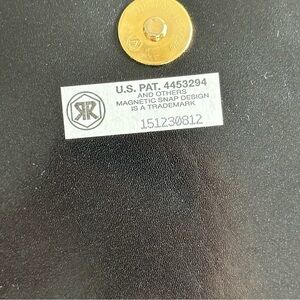 U.S. PAT. 4453294
AND OTHERS
MAGNETIC SNAP DESIGN
IS A TRADEMARK
151230812